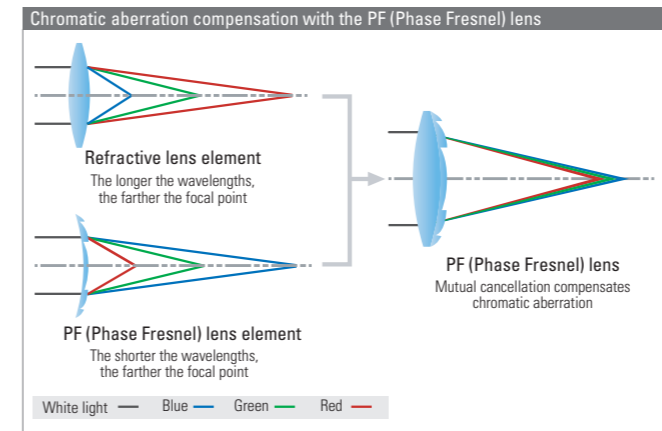 Chromatic aberration compensation with the PF (Phase Fresnel) lens
Refractive lens element
The longer the wavelengths,
the farther the focal point
PF (Phase Fresnel) lens element
The shorter the wavelengths,
the farther the focal point
PF (Phase Fresnel) lens
Mutual cancellation compensates
chromatic aberration
White light Blue Green Red